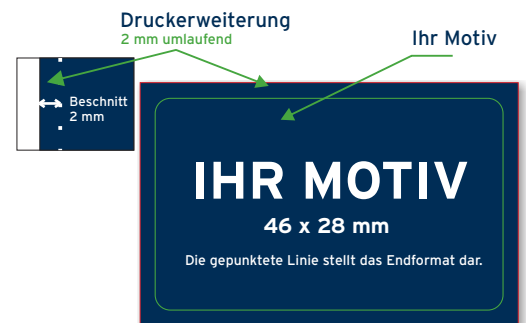 Druckerweiterung
2 mm umlaufend
Ihr Motiv
Beschnitt
2 mm
IHR MOTIV
46 x 28 mm
Die gepunktete Linie stellt das Endformat dar.